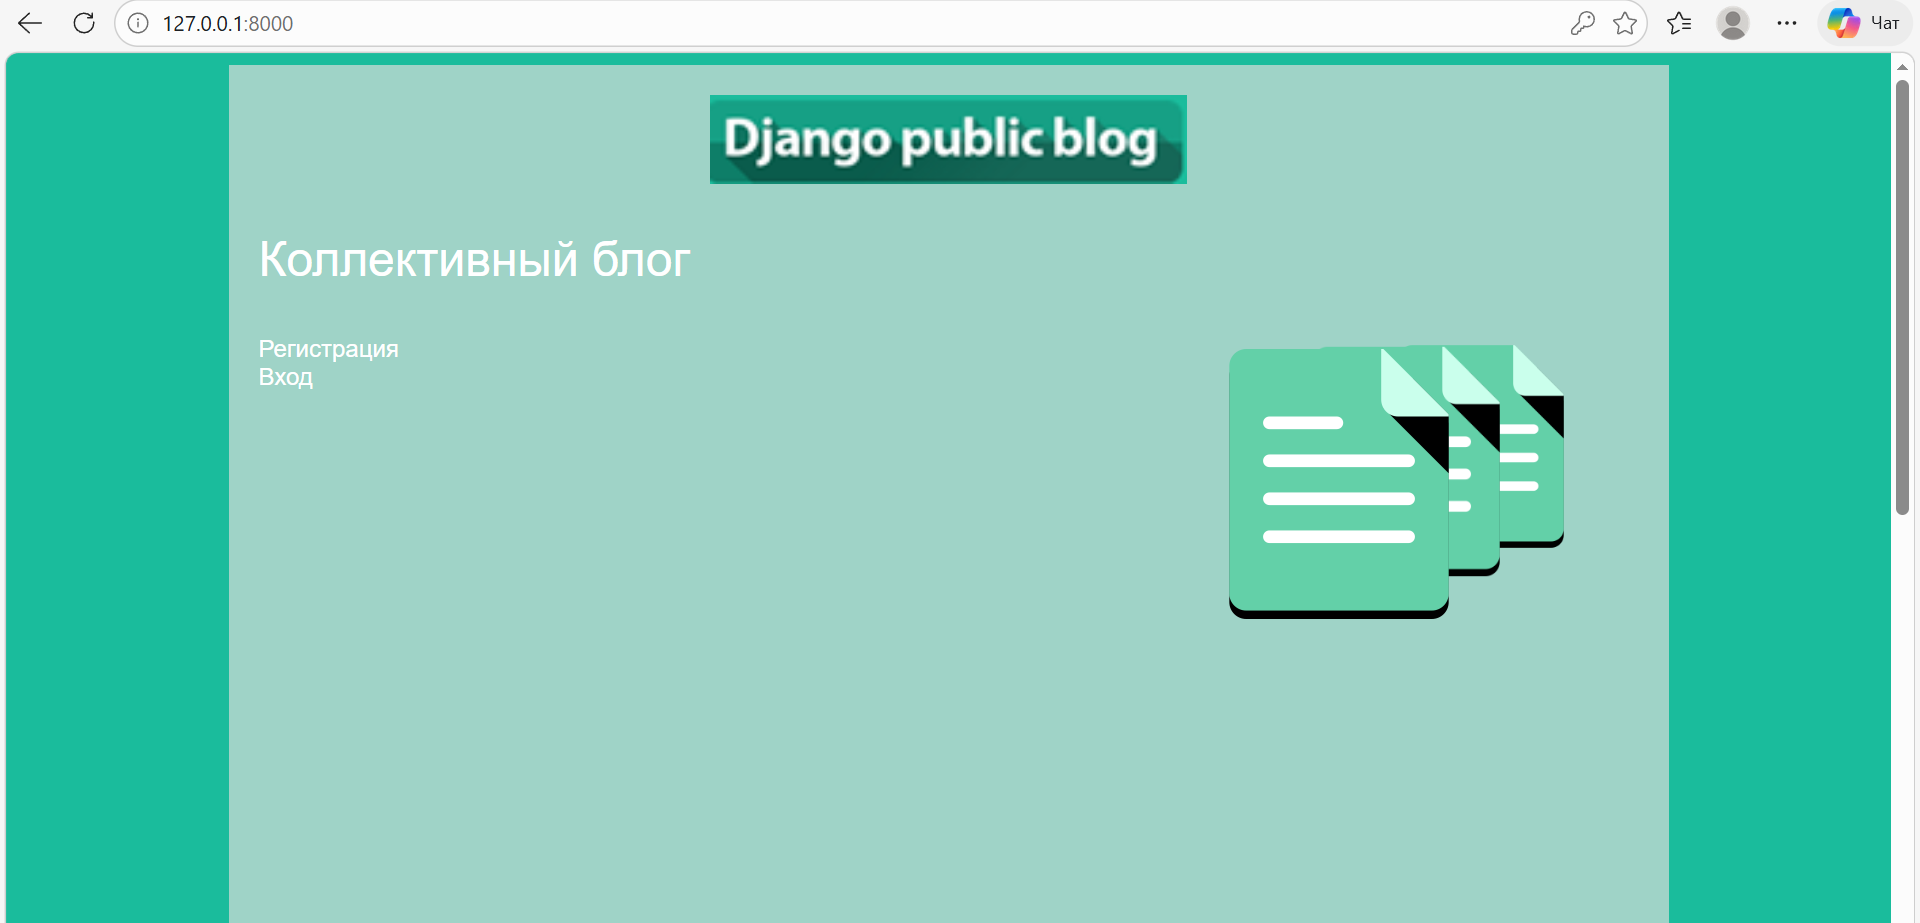 127.0.0.1:8000
Чат
Django public blog
Коллективный блог
Регистрация
Вход